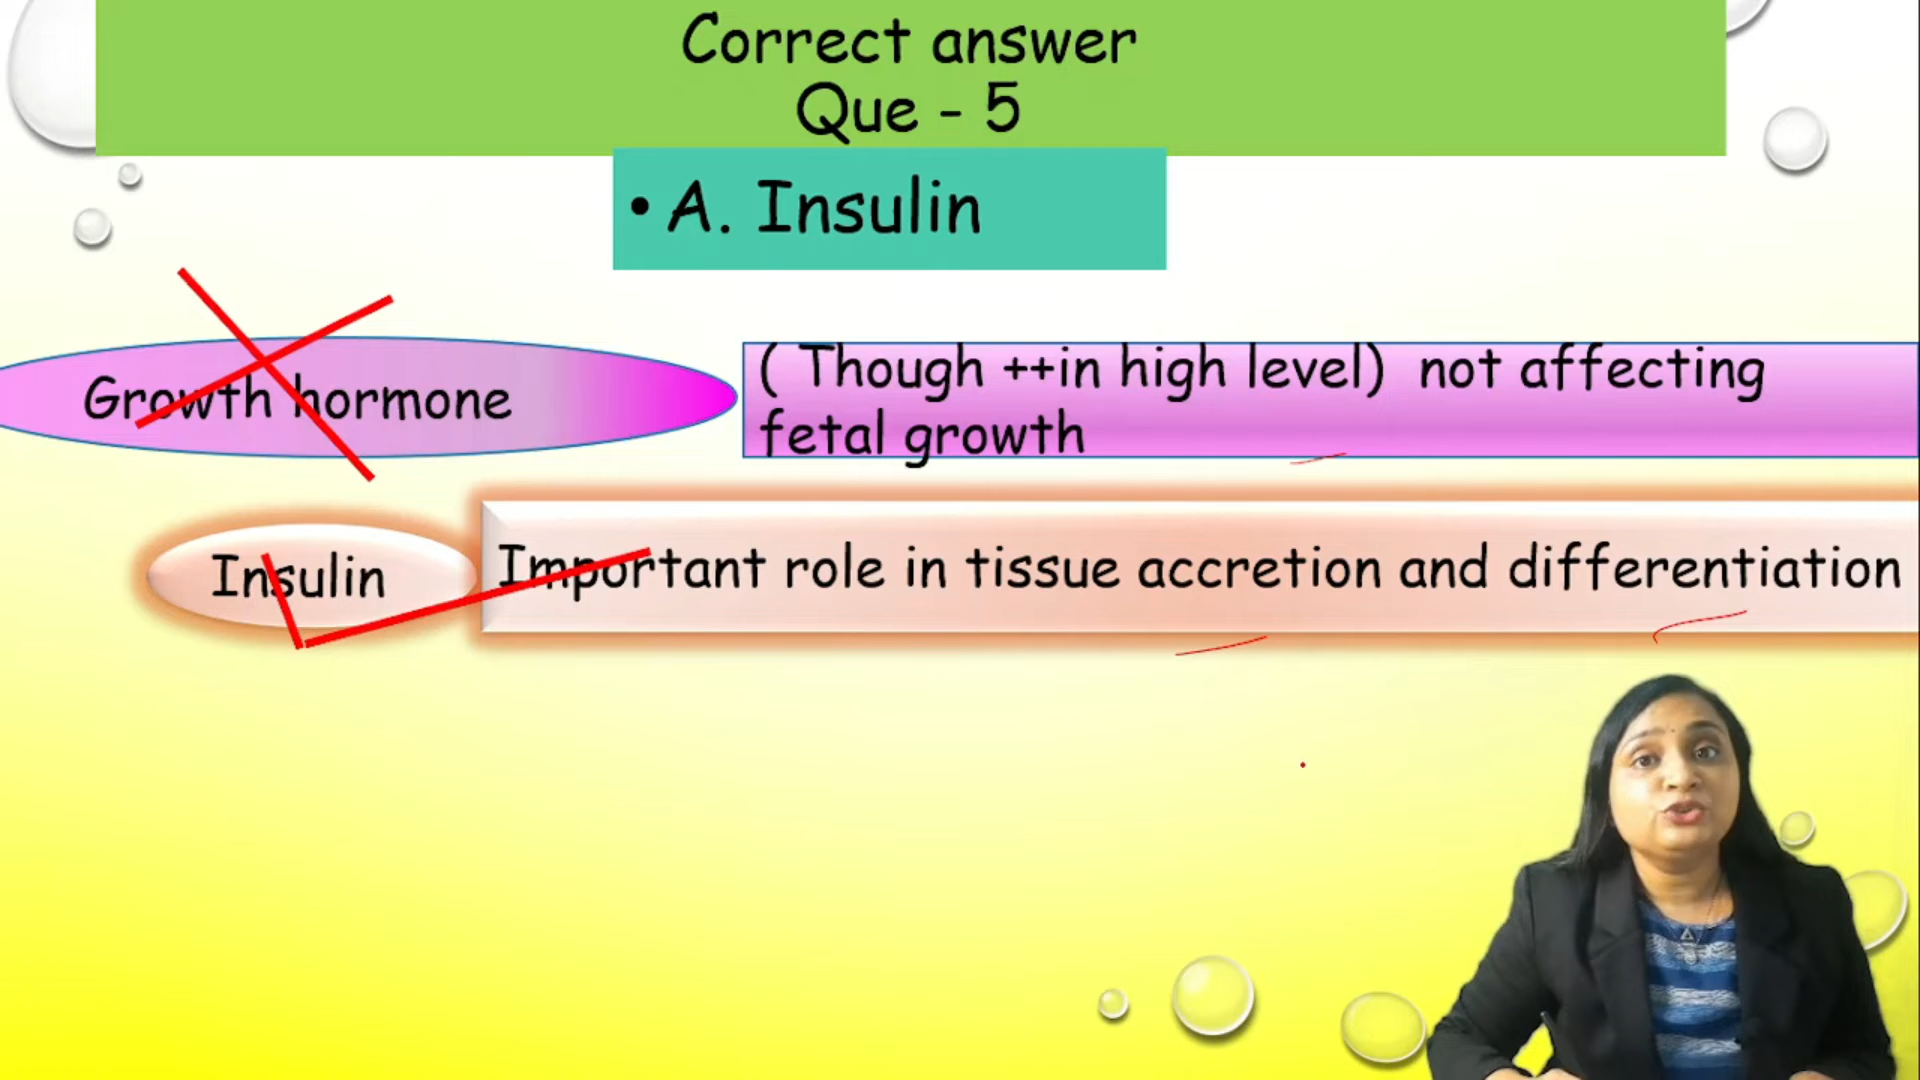 Correct answer
Que - 5
• A. Insulin
Growth hormone
( Though ++in high level) not affecting
fetal growth
Insulin
Important role in tissue accretion and differentiation